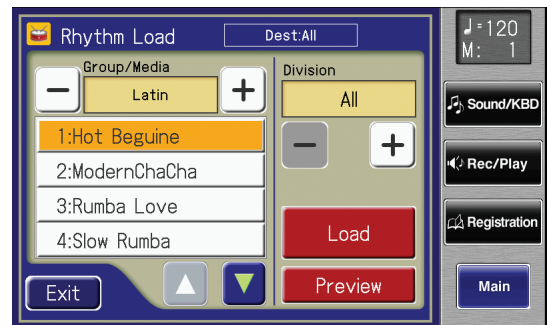 Rhythm Load
Dest:All
Group/Media
− Latin +
1:Hot Beguine
2:ModernChaCha
3:Rumba Love
4:Slow Rumba
Exit
Division
All
− +
Load
Preview
♩=120
M: 1
Sound/KBD
Rec/Play
Registration
Main